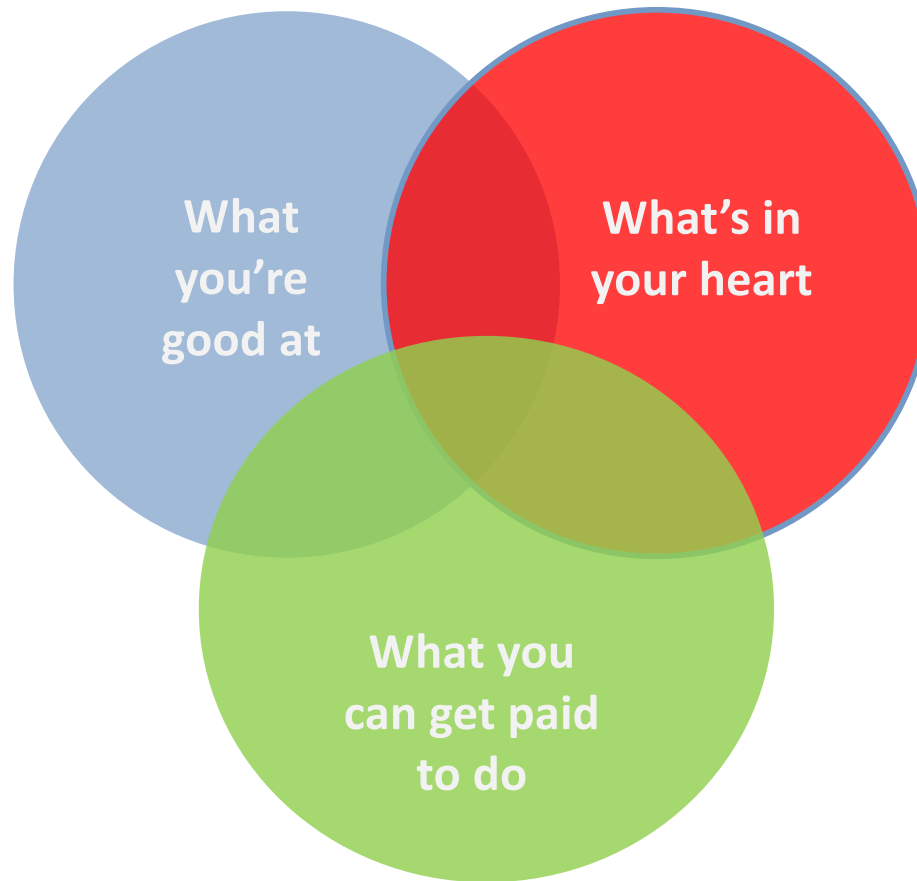 What
you’re
good at
What’s in
your heart
What you
can get paid
to do